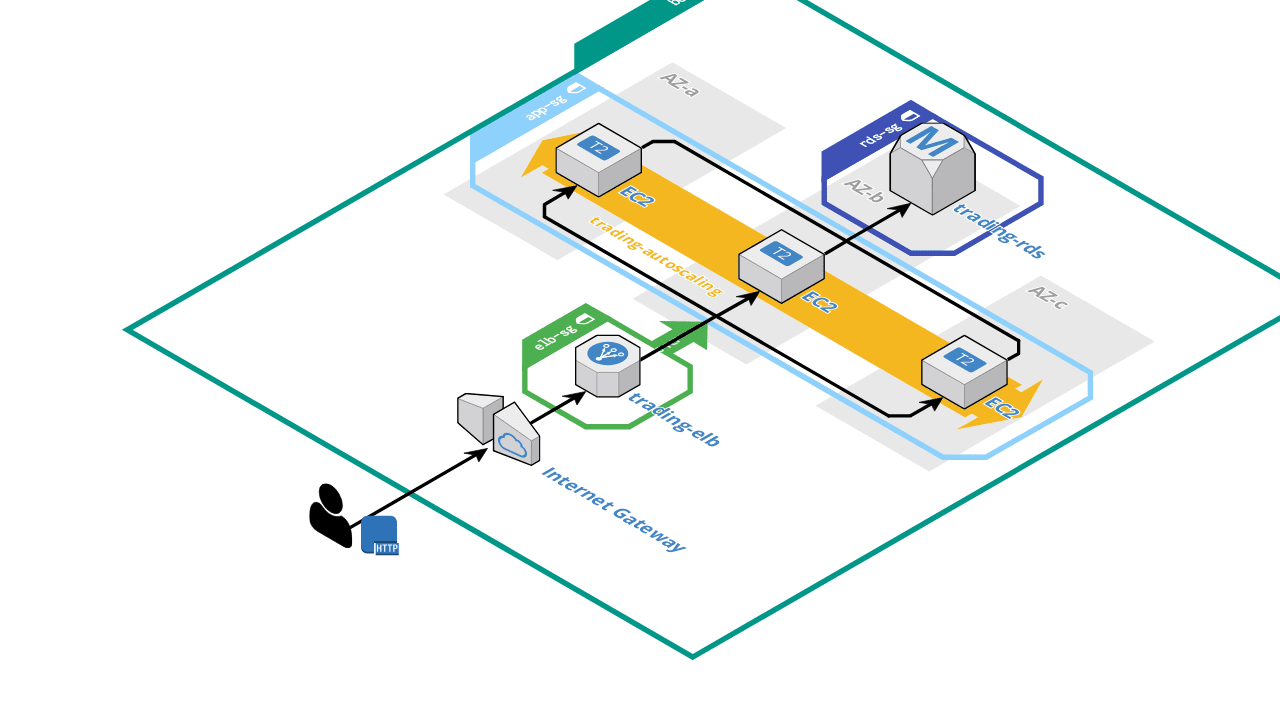 AZ-a
app-sg
rds-sg
M
T2
EC2
AZ-b
trading-rds
trading-autoscaling
T2
EC2
AZ-c
elb-sg
T2
EC2
trading-elb
Internet Gateway
HTTP